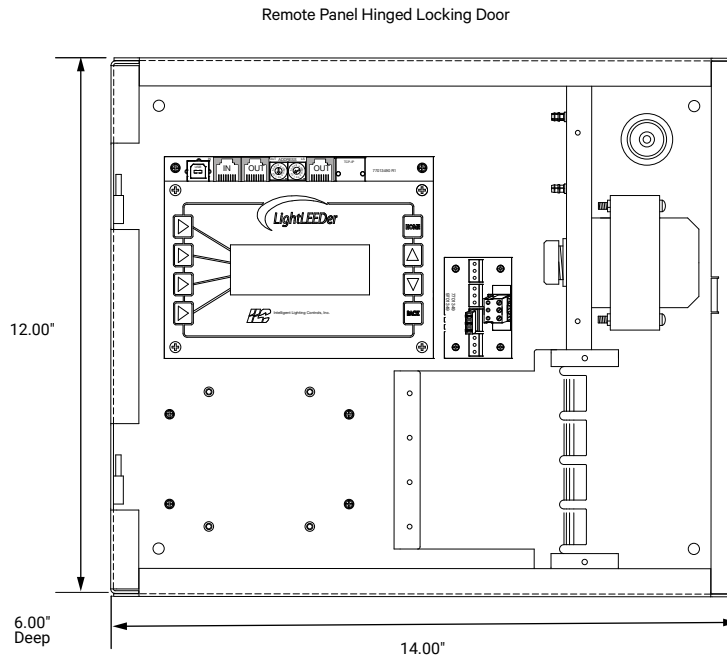 Remote Panel Hinged Locking Door
IN
OUT
ADDRESS
OUT
LightLEEDer
HOME
BACK
Intelligent Lighting Controls, Inc.
12.00"
6.00"
Deep
14.00"